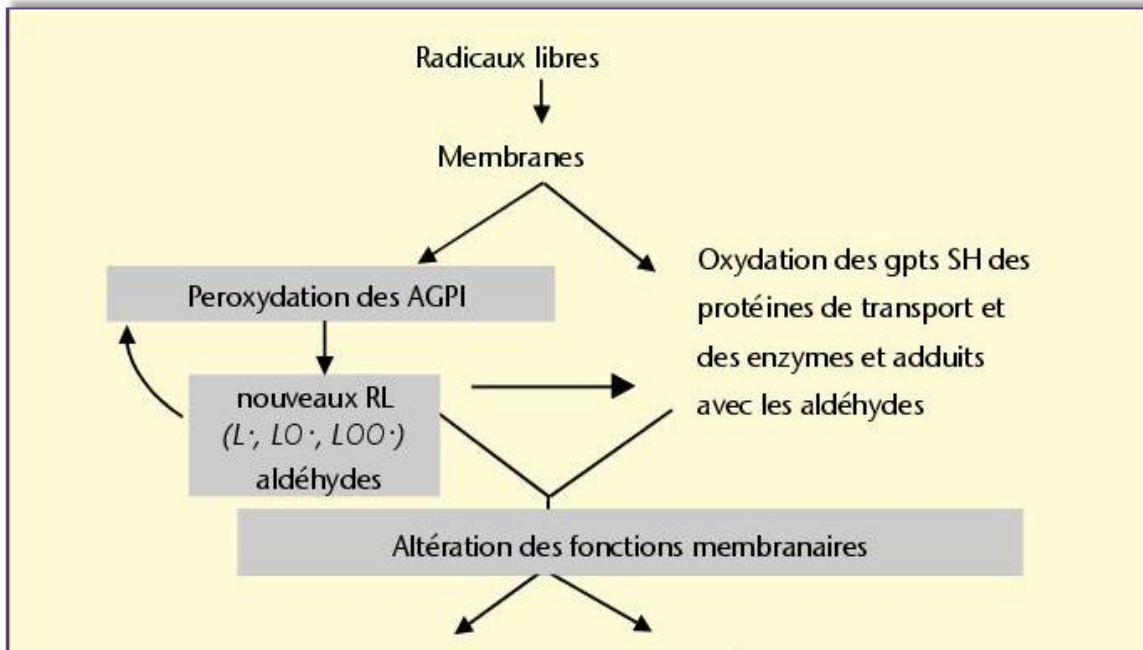 Radicaux libres
Membranes
Peroxydation des AGPI
Oxydation des gpts SH des
protéines de transport et
des enzymes et adduits
avec les aldéhydes
nouveaux RL
(L·, LO·, LOO·)
aldéhydes
Altération des fonctions membranaires